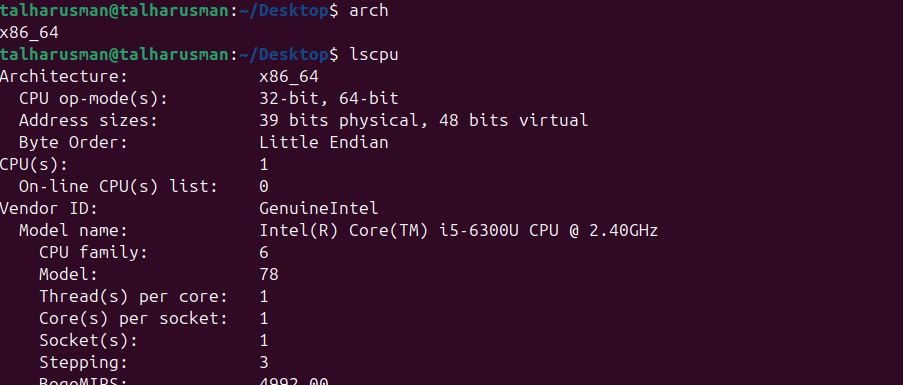 talharusman@talharusman:~/Desktop$ arch
x86_64
talharusman@talharusman:~/Desktop$ lscpu
Architecture: x86_64
CPU op-mode(s): 32-bit, 64-bit
Address sizes: 39 bits physical, 48 bits virtual
Byte Order: Little Endian
CPU(s): 1
On-line CPU(s) list: 0
Vendor ID: GenuineIntel
Model name: Intel(R) Core(TM) i5-6300U CPU @ 2.40GHz
CPU family: 6
Model: 78
Thread(s) per core: 1
Core(s) per socket: 1
Socket(s): 1
Stepping: 3
BogoMIPS: 4992.00